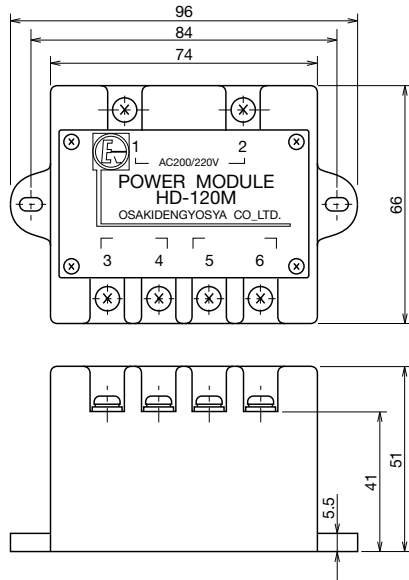 96
84
74
1
2
AC200/220V
POWER MODULE
HD-120M
OSAKIDENGYOSYA CO_LTD.
3 4 5 6
66
51
41
5.5